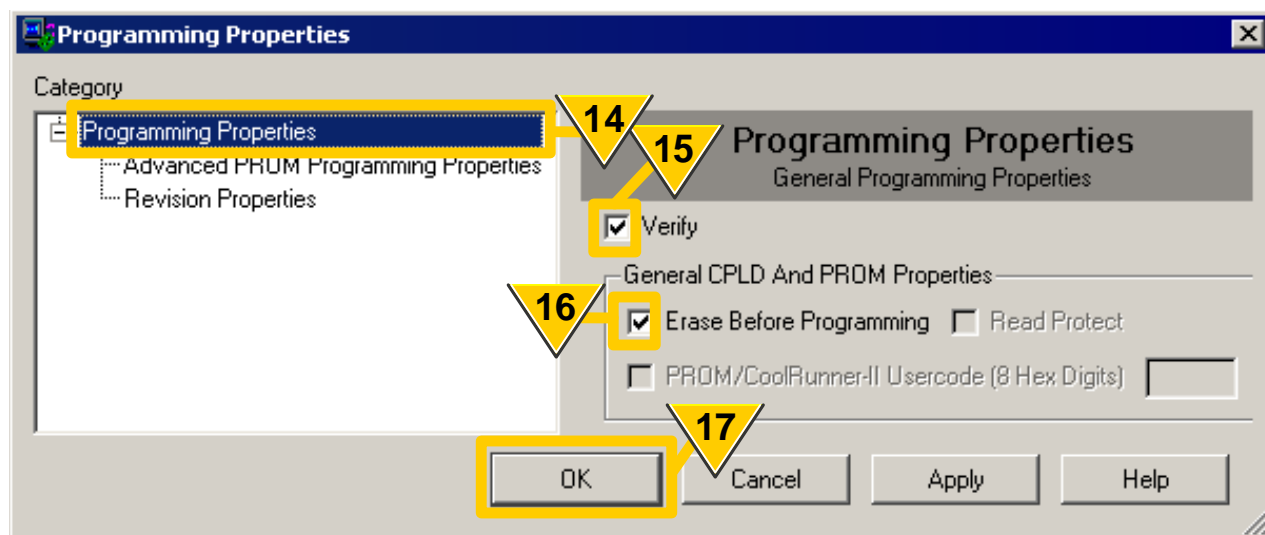 Programming Properties
Category
Programming Properties
Advanced PROM Programming Properties
Revision Properties
14
15
Programming Properties
General Programming Properties
Verify
General CPLD And PROM Properties
16
Erase Before Programming Read Protect
PROM/CoolRunner-II Usercode (8 Hex Digits)
17
OK Cancel Apply Help